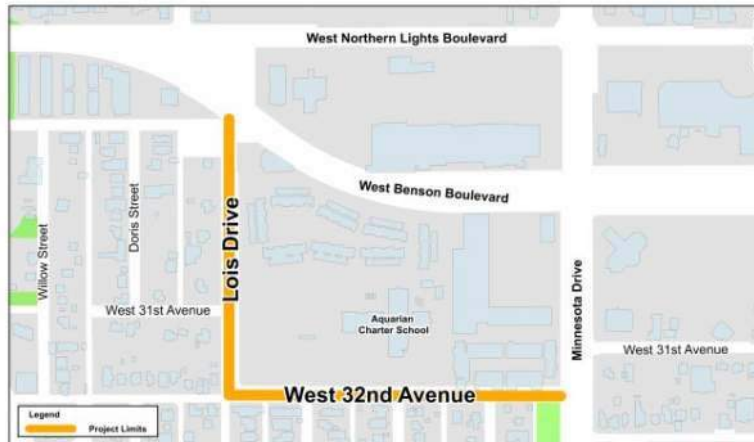 West Northern Lights Boulevard
West Benson Boulevard
Willow Street
Doris Street
Lois Drive
Minnesota Drive
West 31st Avenue
Aquarian
Charter School
West 31st Avenue
West 32nd Avenue
Legend
Project Limits